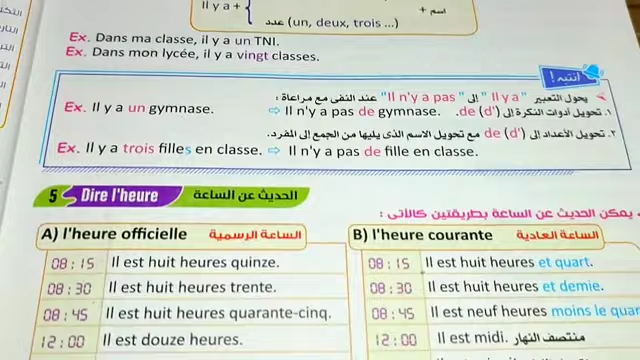 Il y a + { + اسم
عدد (un, deux, trois ...)
Ex. Dans ma classe, il y a un TNI.
Ex. Dans mon lycée, il y a vingt classes.
انتبه !
يحول التعبير "Il y a" إلى "Il n'y a pas" عند النفي مع مراعاة :
١. تحويل أدوات النكرة إلى de (d').
Ex. Il y a un gymnase. ⇨ Il n'y a pas de gymnase.
٢. تحويل الأعداد إلى de (d') مع تحويل الاسم الذي يليها من الجمع إلى المفرد.
Ex. Il y a trois filles en classe. ⇨ Il n'y a pas de fille en classe.
5 Dire l'heure الحديث عن الساعة
يمكن الحديث عن الساعة بطريقتين كالآتى :
A) l'heure officielle الساعة الرسمية
08 : 15 Il est huit heures quinze.
08 : 30 Il est huit heures trente.
08 : 45 Il est huit heures quarante-cinq.
12 : 00 Il est douze heures.
B) l'heure courante الساعة العادية
08 : 15 Il est huit heures et quart.
08 : 30 Il est huit heures et demie.
08 : 45 Il est neuf heures moins le quar
12 : 00 Il est midi. منتصف النهار